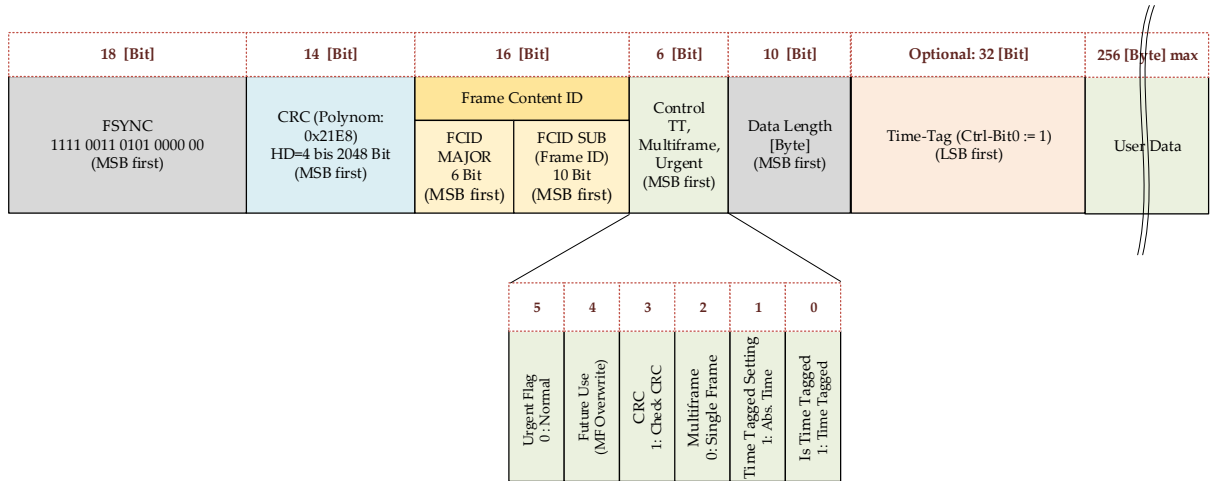 18 [Bit]
14 [Bit]
16 [Bit]
6 [Bit]
10 [Bit]
Optional: 32 [Bit]
256 [Byte] max
FSYNC
1111 0011 0101 0000 00
(MSB first)
CRC (Polynom:
0x21E8)
HD=4 bis 2048 Bit
(MSB first)
Frame Content ID
FCID
MAJOR
6 Bit
(MSB first)
FCID SUB
(Frame ID)
10 Bit
(MSB first)
Control
TT,
Multiframe,
Urgent
(MSB first)
Data Length
[Byte]
(MSB first)
Time-Tag (Ctrl-Bit0 := 1)
(LSB first)
User Data
5
4
3
2
1
0
Urgent Flag
0 : Normal
Future Use
(MF Overwrite)
CRC
1: Check CRC
Multiframe
0: Single Frame
Time Tagged Setting
1: Abs. Time
Is Time Tagged
1: Time Tagged